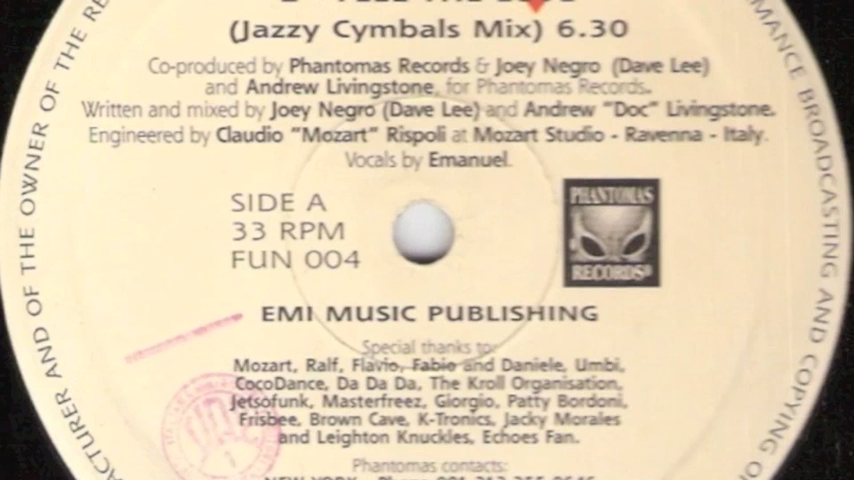 (Jazzy Cymbals Mix) 6.30
Co-produced by Phantomas Records & Joey Negro (Dave Lee)
and Andrew Livingstone, for Phantomas Records.
Written and mixed by Joey Negro (Dave Lee) and Andrew "Doc" Livingstone.
Engineered by Claudio "Mozart" Rispoli at Mozart Studio - Ravenna - Italy.
Vocals by Emanuel.
SIDE A
33 RPM
FUN 004
PHANTOMAS
RECORDS
EMI MUSIC PUBLISHING
Special thanks to:
Mozart, Ralf, Flavio, Fabio and Daniele, Umbi,
CocoDance, Da Da Da, The Kroll Organisation,
Jetsofunk, Masterfreez, Giorgio, Patty Bordoni,
Frisbee, Brown Cave, K-Tronics, Jacky Morales
and Leighton Knuckles, Echoes Fan.
Phantomas contacts:
AND OF THE OWNER OF THE
BROADCASTING AND COPYING